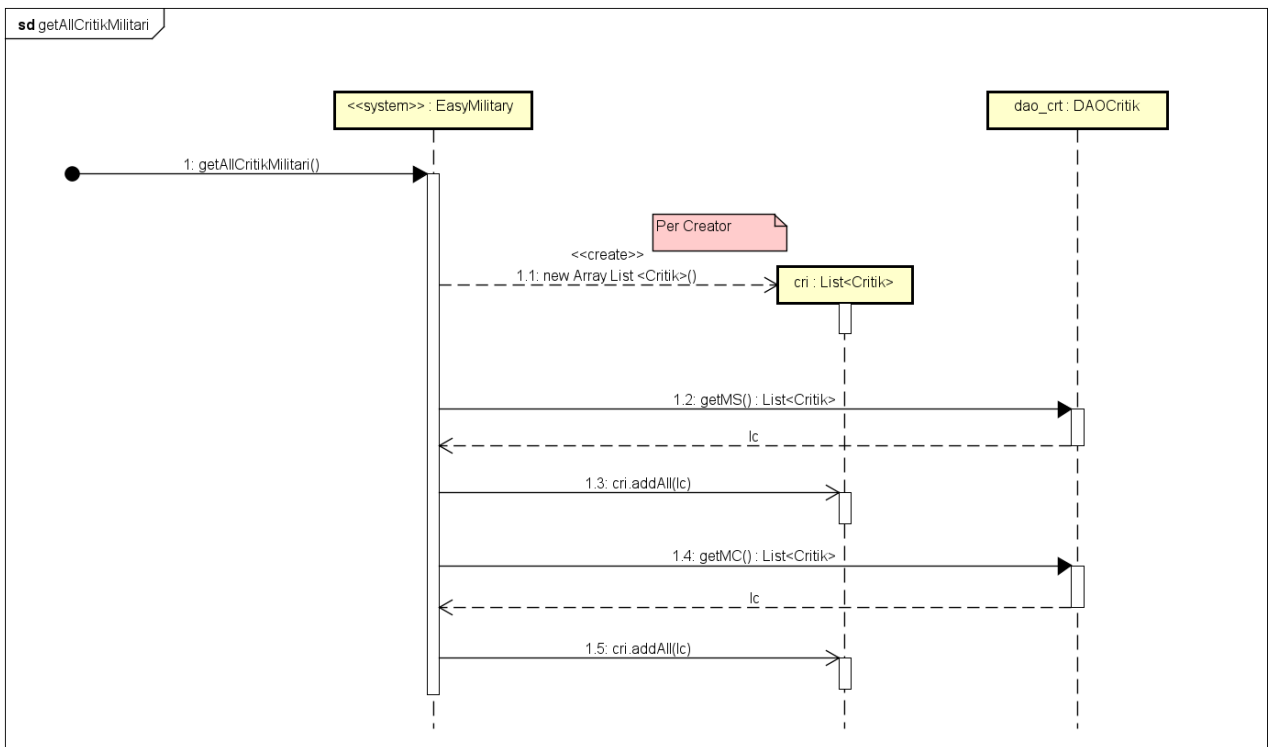 sd getAllCritikMilitari
<<system>> : EasyMilitary
dao_crt : DAOCritik
1: getAllCritikMilitari()
Per Creator
<<create>>
1.1: new Array List <Critik>()
cri : List<Critik>
1.2: getMS() : List<Critik>
lc
1.3: cri.addAll(lc)
1.4: getMC() : List<Critik>
lc
1.5: cri.addAll(lc)